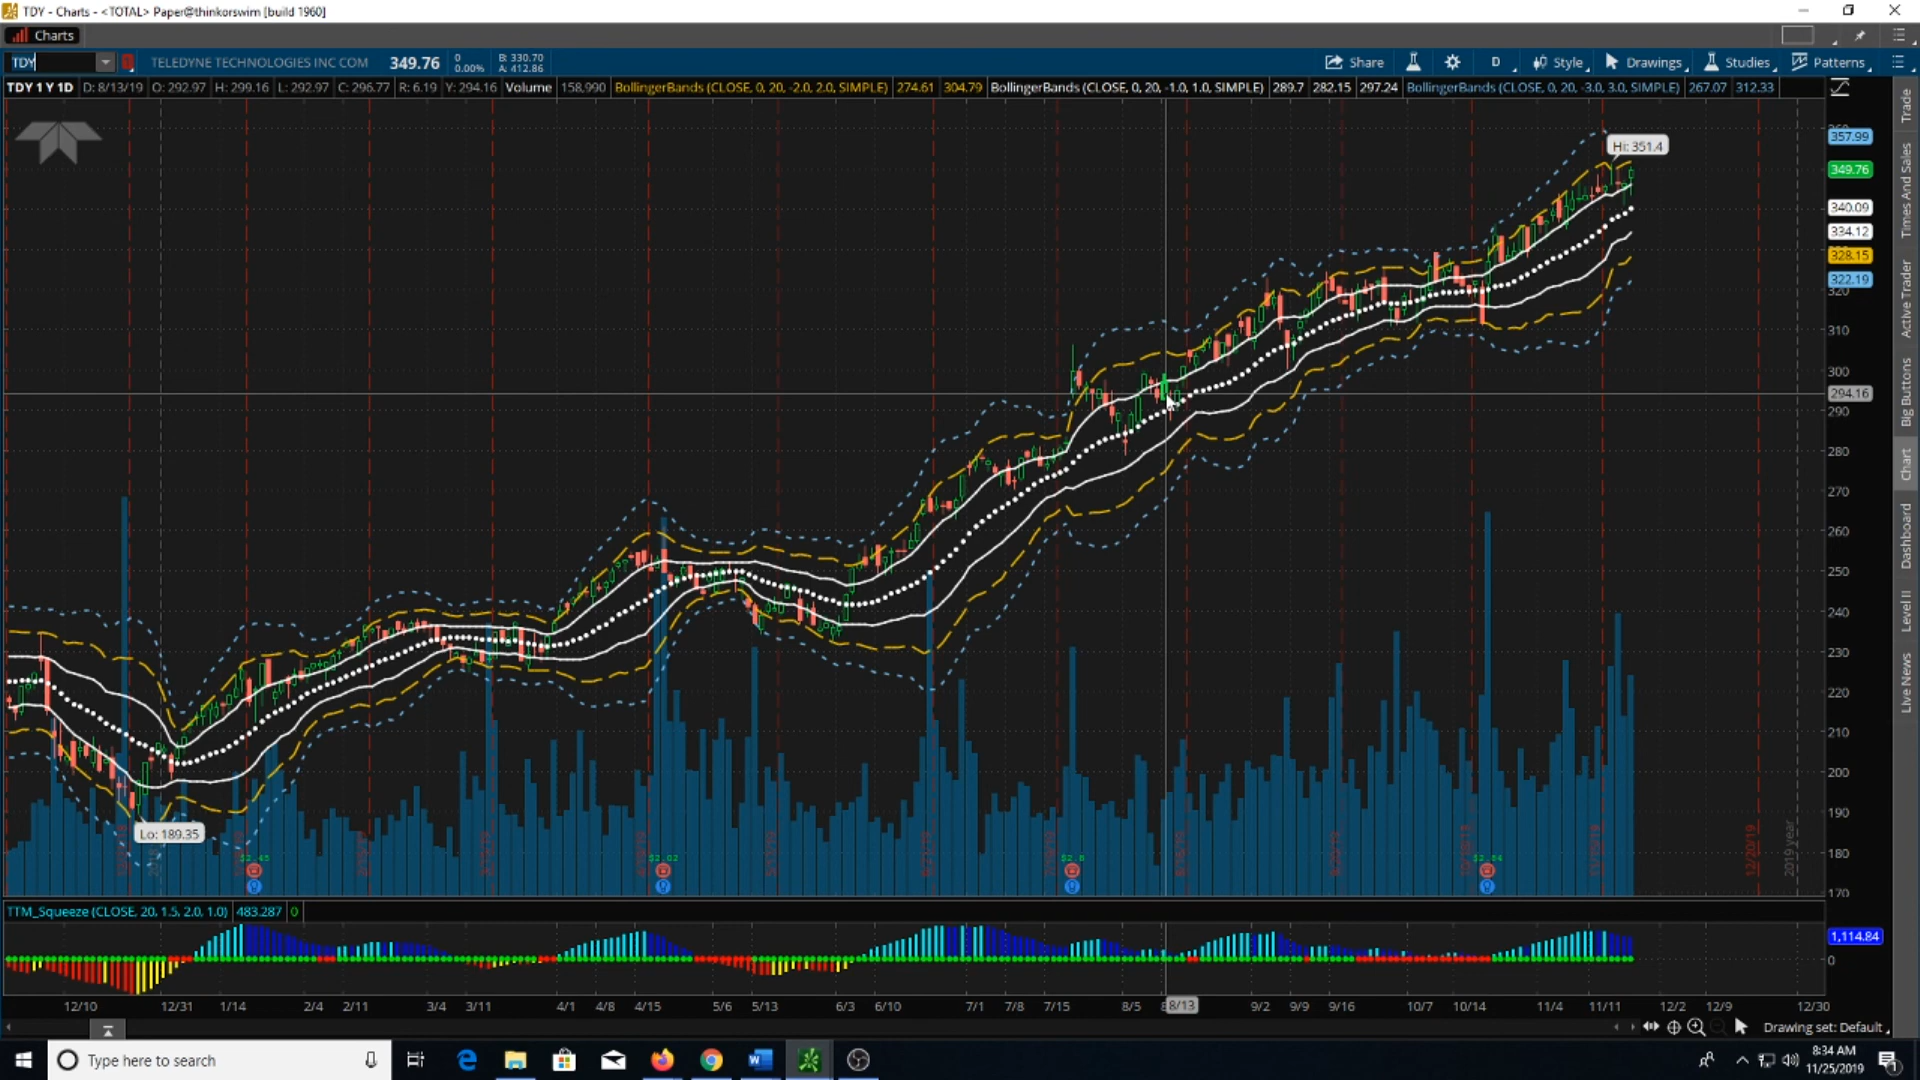 TDY - Charts - <TOTAL> Paper@thinkorswim [build 1960]
Charts
TDY TELEDYNE TECHNOLOGIES INC COM 349.76 0 0.00% B: 330.70 A: 412.86 Share D Style Drawings Studies Patterns
TDY 1 Y 1D D: 8/13/19 O: 292.97 H: 299.16 L: 292.97 C: 296.77 R: 6.19 Y: 294.16 Volume 158,990 BollingerBands (CLOSE, 0, 20, -2.0, 2.0, SIMPLE) 274.61 304.79 BollingerBands (CLOSE, 0, 20, -1.0, 1.0, SIMPLE) 289.7 282.15 297.24 BollingerBands (CLOSE, 0, 20, -3.0, 3.0, SIMPLE) 267.07 312.33
Hi: 351.4
357.99
349.76
340.09
334.12
328.15
322.19
320
310
300
294.16
290
280
270
260
250
240
230
220
210
200
190
180
170
Lo: 189.35
12/20/19
2019 year
TTM_Squeeze (CLOSE, 20, 1.5, 2.0, 1.0) 483.287 0
1,114.84
0
12/10 12/31 1/14 2/4 2/11 3/4 3/11 4/1 4/8 4/15 5/6 5/13 6/3 6/10 7/1 7/8 7/15 8/5 8/13 9/2 9/9 9/16 10/7 10/14 11/4 11/11 12/2 12/9 12/30
Drawing set: Default
Trade
Times And Sales
Active Trader
Big Buttons
Chart
Dashboard
Level II
Live News
Type here to search
8:34 AM
11/25/2019